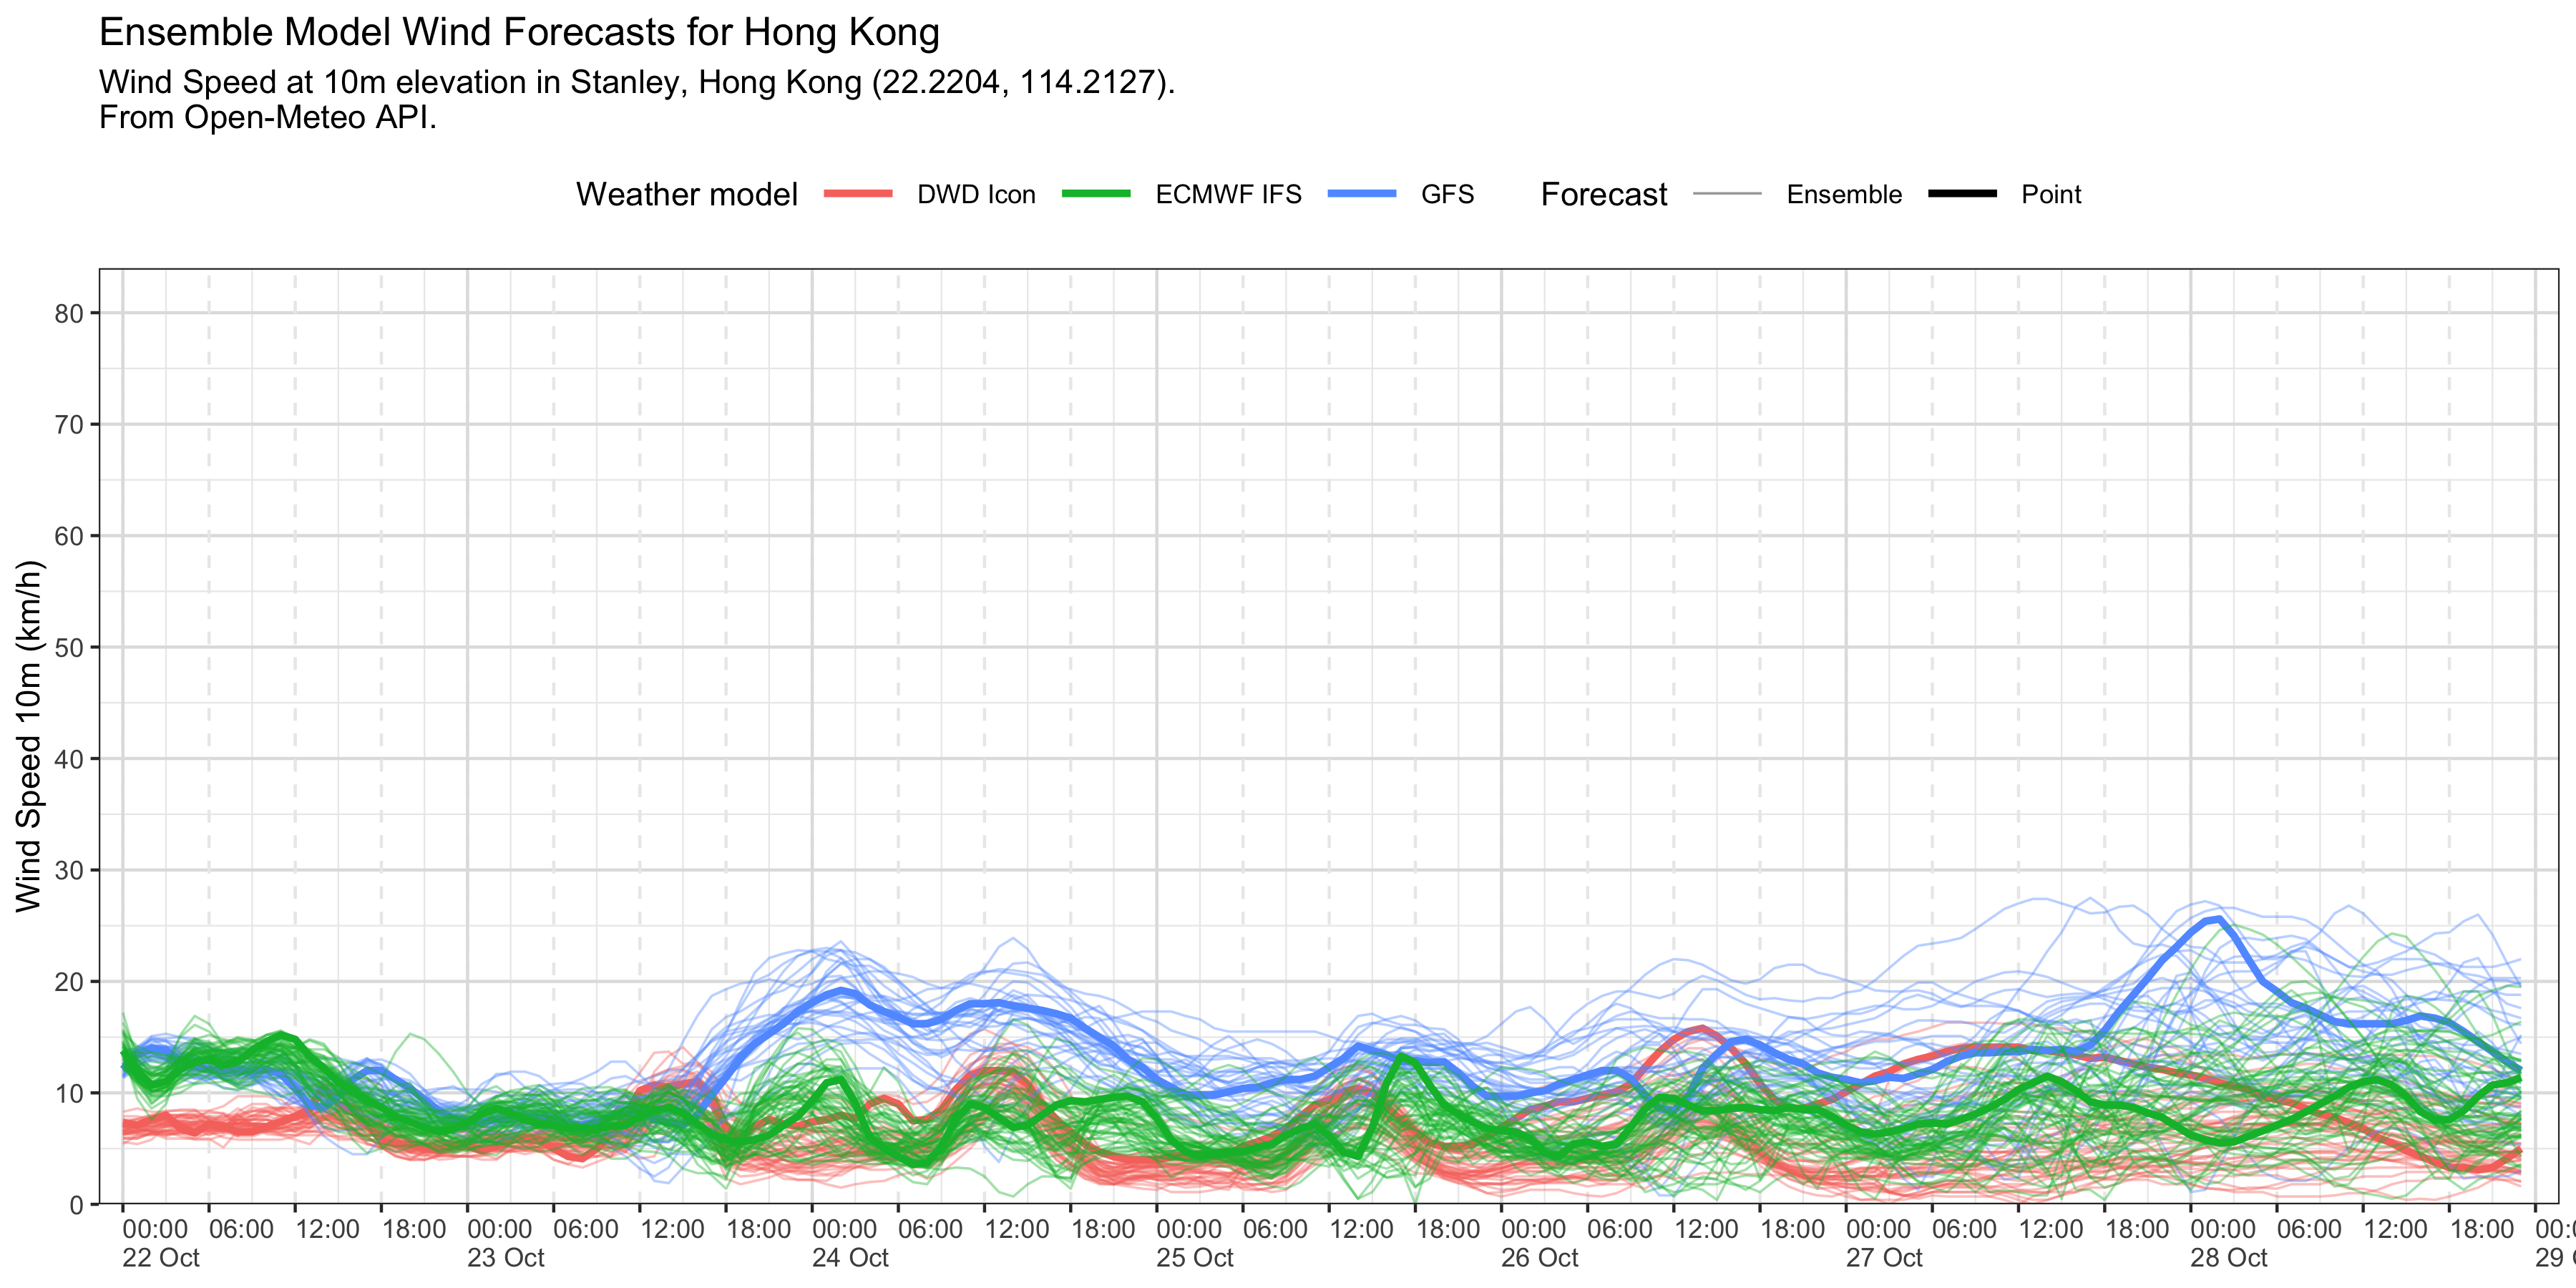 Ensemble Model Wind Forecasts for Hong Kong
Wind Speed at 10m elevation in Stanley, Hong Kong (22.2204, 114.2127).
From Open-Meteo API.
Weather model DWD Icon ECMWF IFS GFS Forecast Ensemble Point
Wind Speed 10m (km/h)
80
70
60
50
40
30
20
10
0
00:00 06:00 12:00 18:00 00:00 06:00 12:00 18:00 00:00 06:00 12:00 18:00 00:00 06:00 12:00 18:00 00:00 06:00 12:00 18:00 00:00 06:00 12:00 18:00 00:00 06:00 12:00 18:00 00:0
22 Oct 23 Oct 24 Oct 25 Oct 26 Oct 27 Oct 28 Oct 29